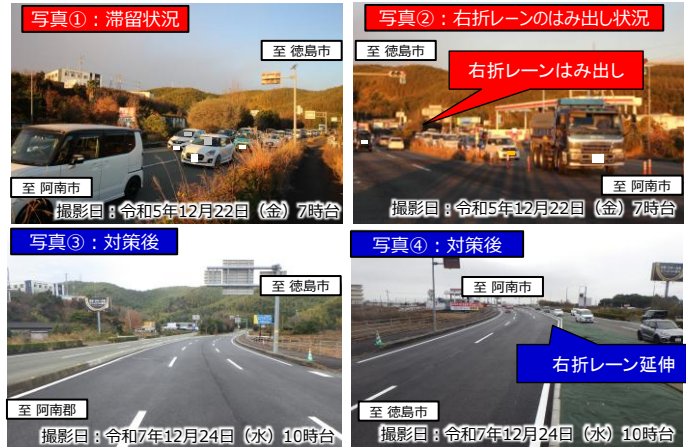 写真①：滞留状況
至 徳島市
至 阿南市
撮影日：令和5年12月22日（金）7時台
写真②：右折レーンのはみ出し状況
至 徳島市
右折レーンはみ出し
至 阿南市
撮影日：令和5年12月22日（金）7時台
写真③：対策後
至 徳島市
至 阿南郡
撮影日：令和7年12月24日（水）10時台
写真④：対策後
至 阿南市
右折レーン延伸
至 徳島市
撮影日：令和7年12月24日（水）10時台